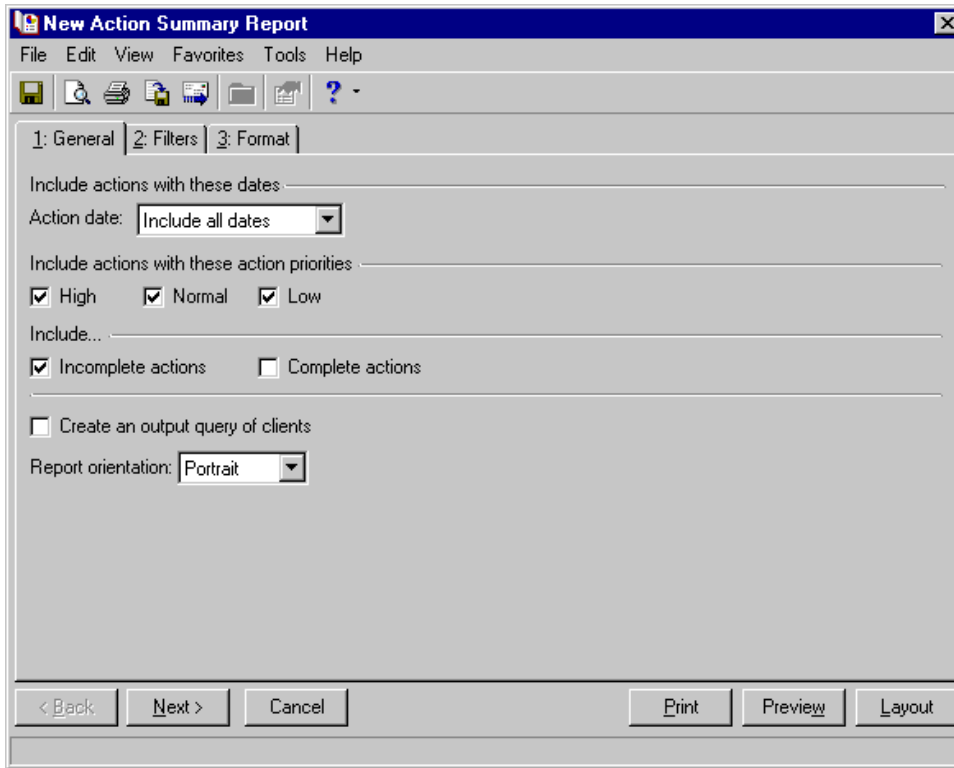 New Action Summary Report
File Edit View Favorites Tools Help
?
1: General 2: Filters 3: Format
Include actions with these dates
Action date: Include all dates
Include actions with these action priorities
High Normal Low
Include...
Incomplete actions Complete actions
Create an output query of clients
Report orientation: Portrait
< Back Next > Cancel Print Preview Layout